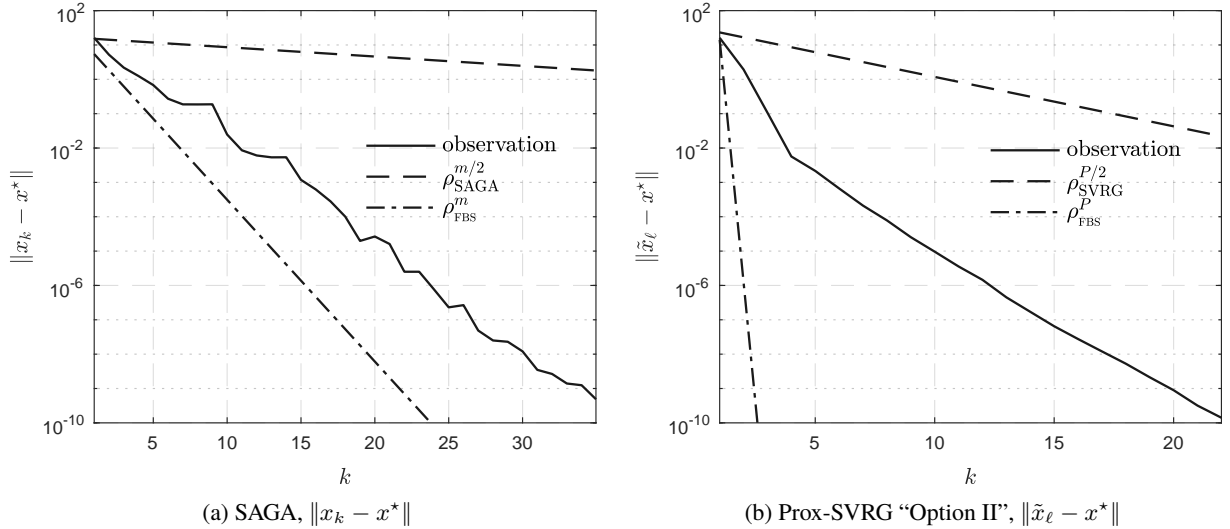 10^2
10^-2
10^-6
10^-10
‖x_k − x*‖
observation
ρ_SAGA^{m/2}
ρ_FBS^m
5 10 15 20 25 30 35
k
(a) SAGA, ‖x_k − x*‖
10^2
10^-2
10^-6
10^-10
‖x̃_ℓ − x*‖
observation
ρ_SVRG^{P/2}
ρ_FBS^P
5 10 15 20
k
(b) Prox-SVRG “Option II”, ‖x̃_ℓ − x*‖